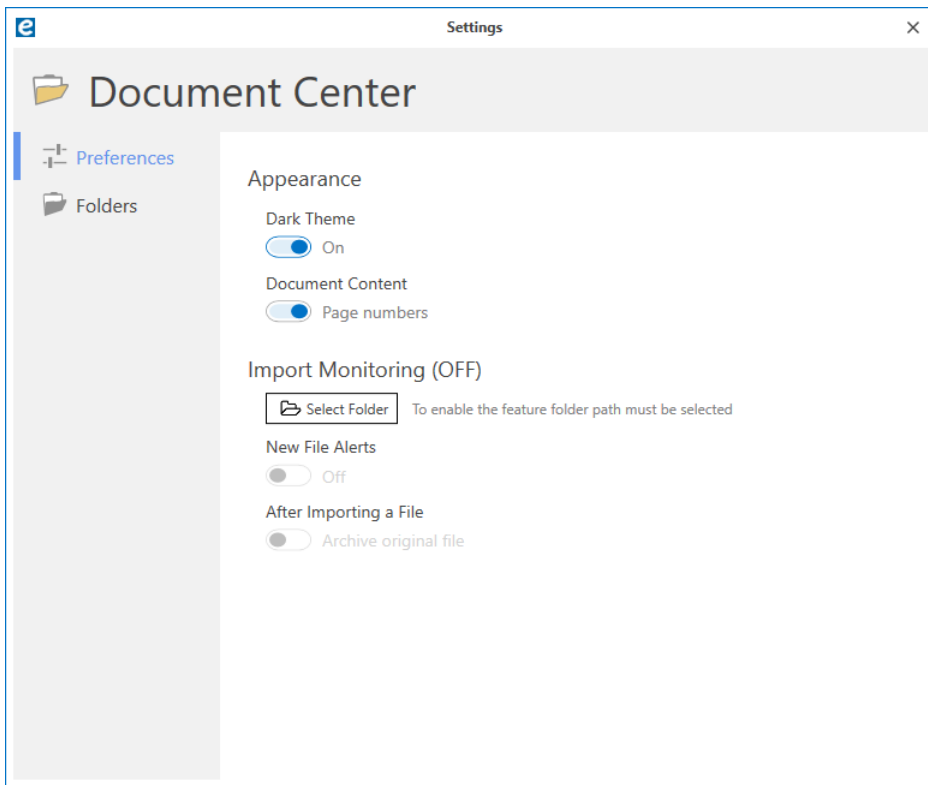 Settings
Document Center
Preferences
Folders
Appearance
Dark Theme
On
Document Content
Page numbers
Import Monitoring (OFF)
Select Folder To enable the feature folder path must be selected
New File Alerts
Off
After Importing a File
Archive original file